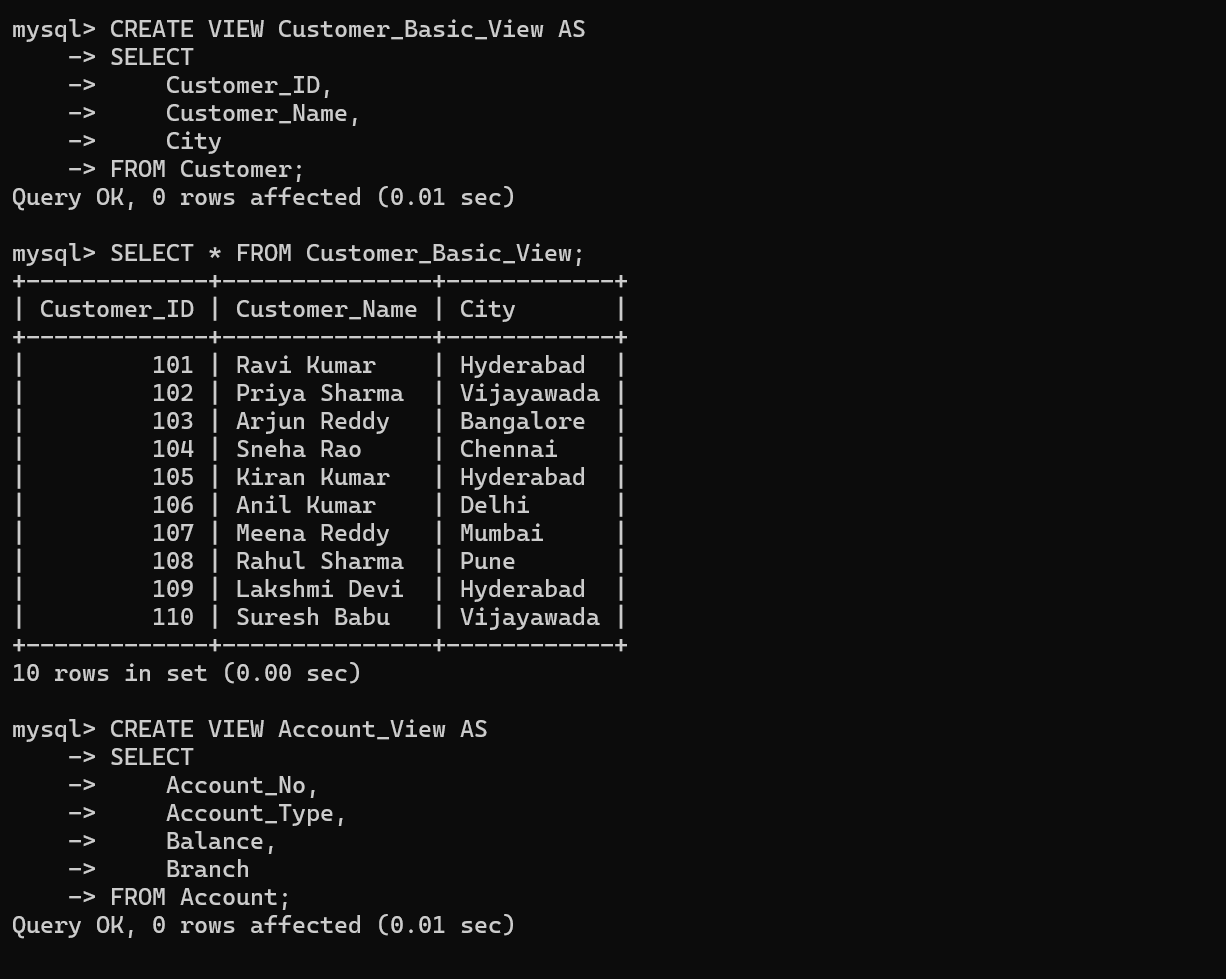 mysql> CREATE VIEW Customer_Basic_View AS
    -> SELECT
    ->     Customer_ID,
    ->     Customer_Name,
    ->     City
    -> FROM Customer;
Query OK, 0 rows affected (0.01 sec)

mysql> SELECT * FROM Customer_Basic_View;
+-------------+---------------+------------+
| Customer_ID | Customer_Name | City       |
+-------------+---------------+------------+
|         101 | Ravi Kumar    | Hyderabad  |
|         102 | Priya Sharma  | Vijayawada |
|         103 | Arjun Reddy   | Bangalore  |
|         104 | Sneha Rao     | Chennai    |
|         105 | Kiran Kumar   | Hyderabad  |
|         106 | Anil Kumar    | Delhi      |
|         107 | Meena Reddy   | Mumbai     |
|         108 | Rahul Sharma  | Pune       |
|         109 | Lakshmi Devi  | Hyderabad  |
|         110 | Suresh Babu   | Vijayawada |
+-------------+---------------+------------+
10 rows in set (0.00 sec)

mysql> CREATE VIEW Account_View AS
    -> SELECT
    ->     Account_No,
    ->     Account_Type,
    ->     Balance,
    ->     Branch
    -> FROM Account;
Query OK, 0 rows affected (0.01 sec)